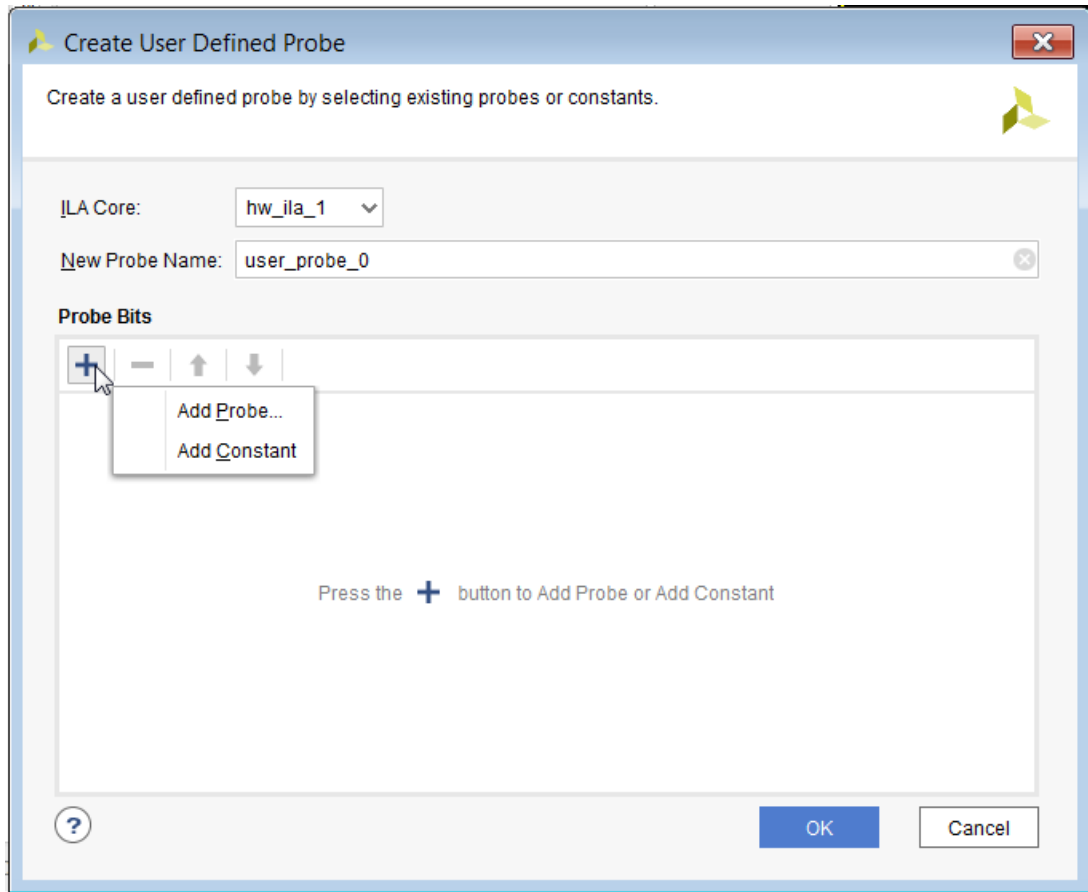 Create User Defined Probe
Create a user defined probe by selecting existing probes or constants.
ILA Core: hw_ila_1
New Probe Name: user_probe_0
Probe Bits
Add Probe...
Add Constant
Press the + button to Add Probe or Add Constant
? OK Cancel